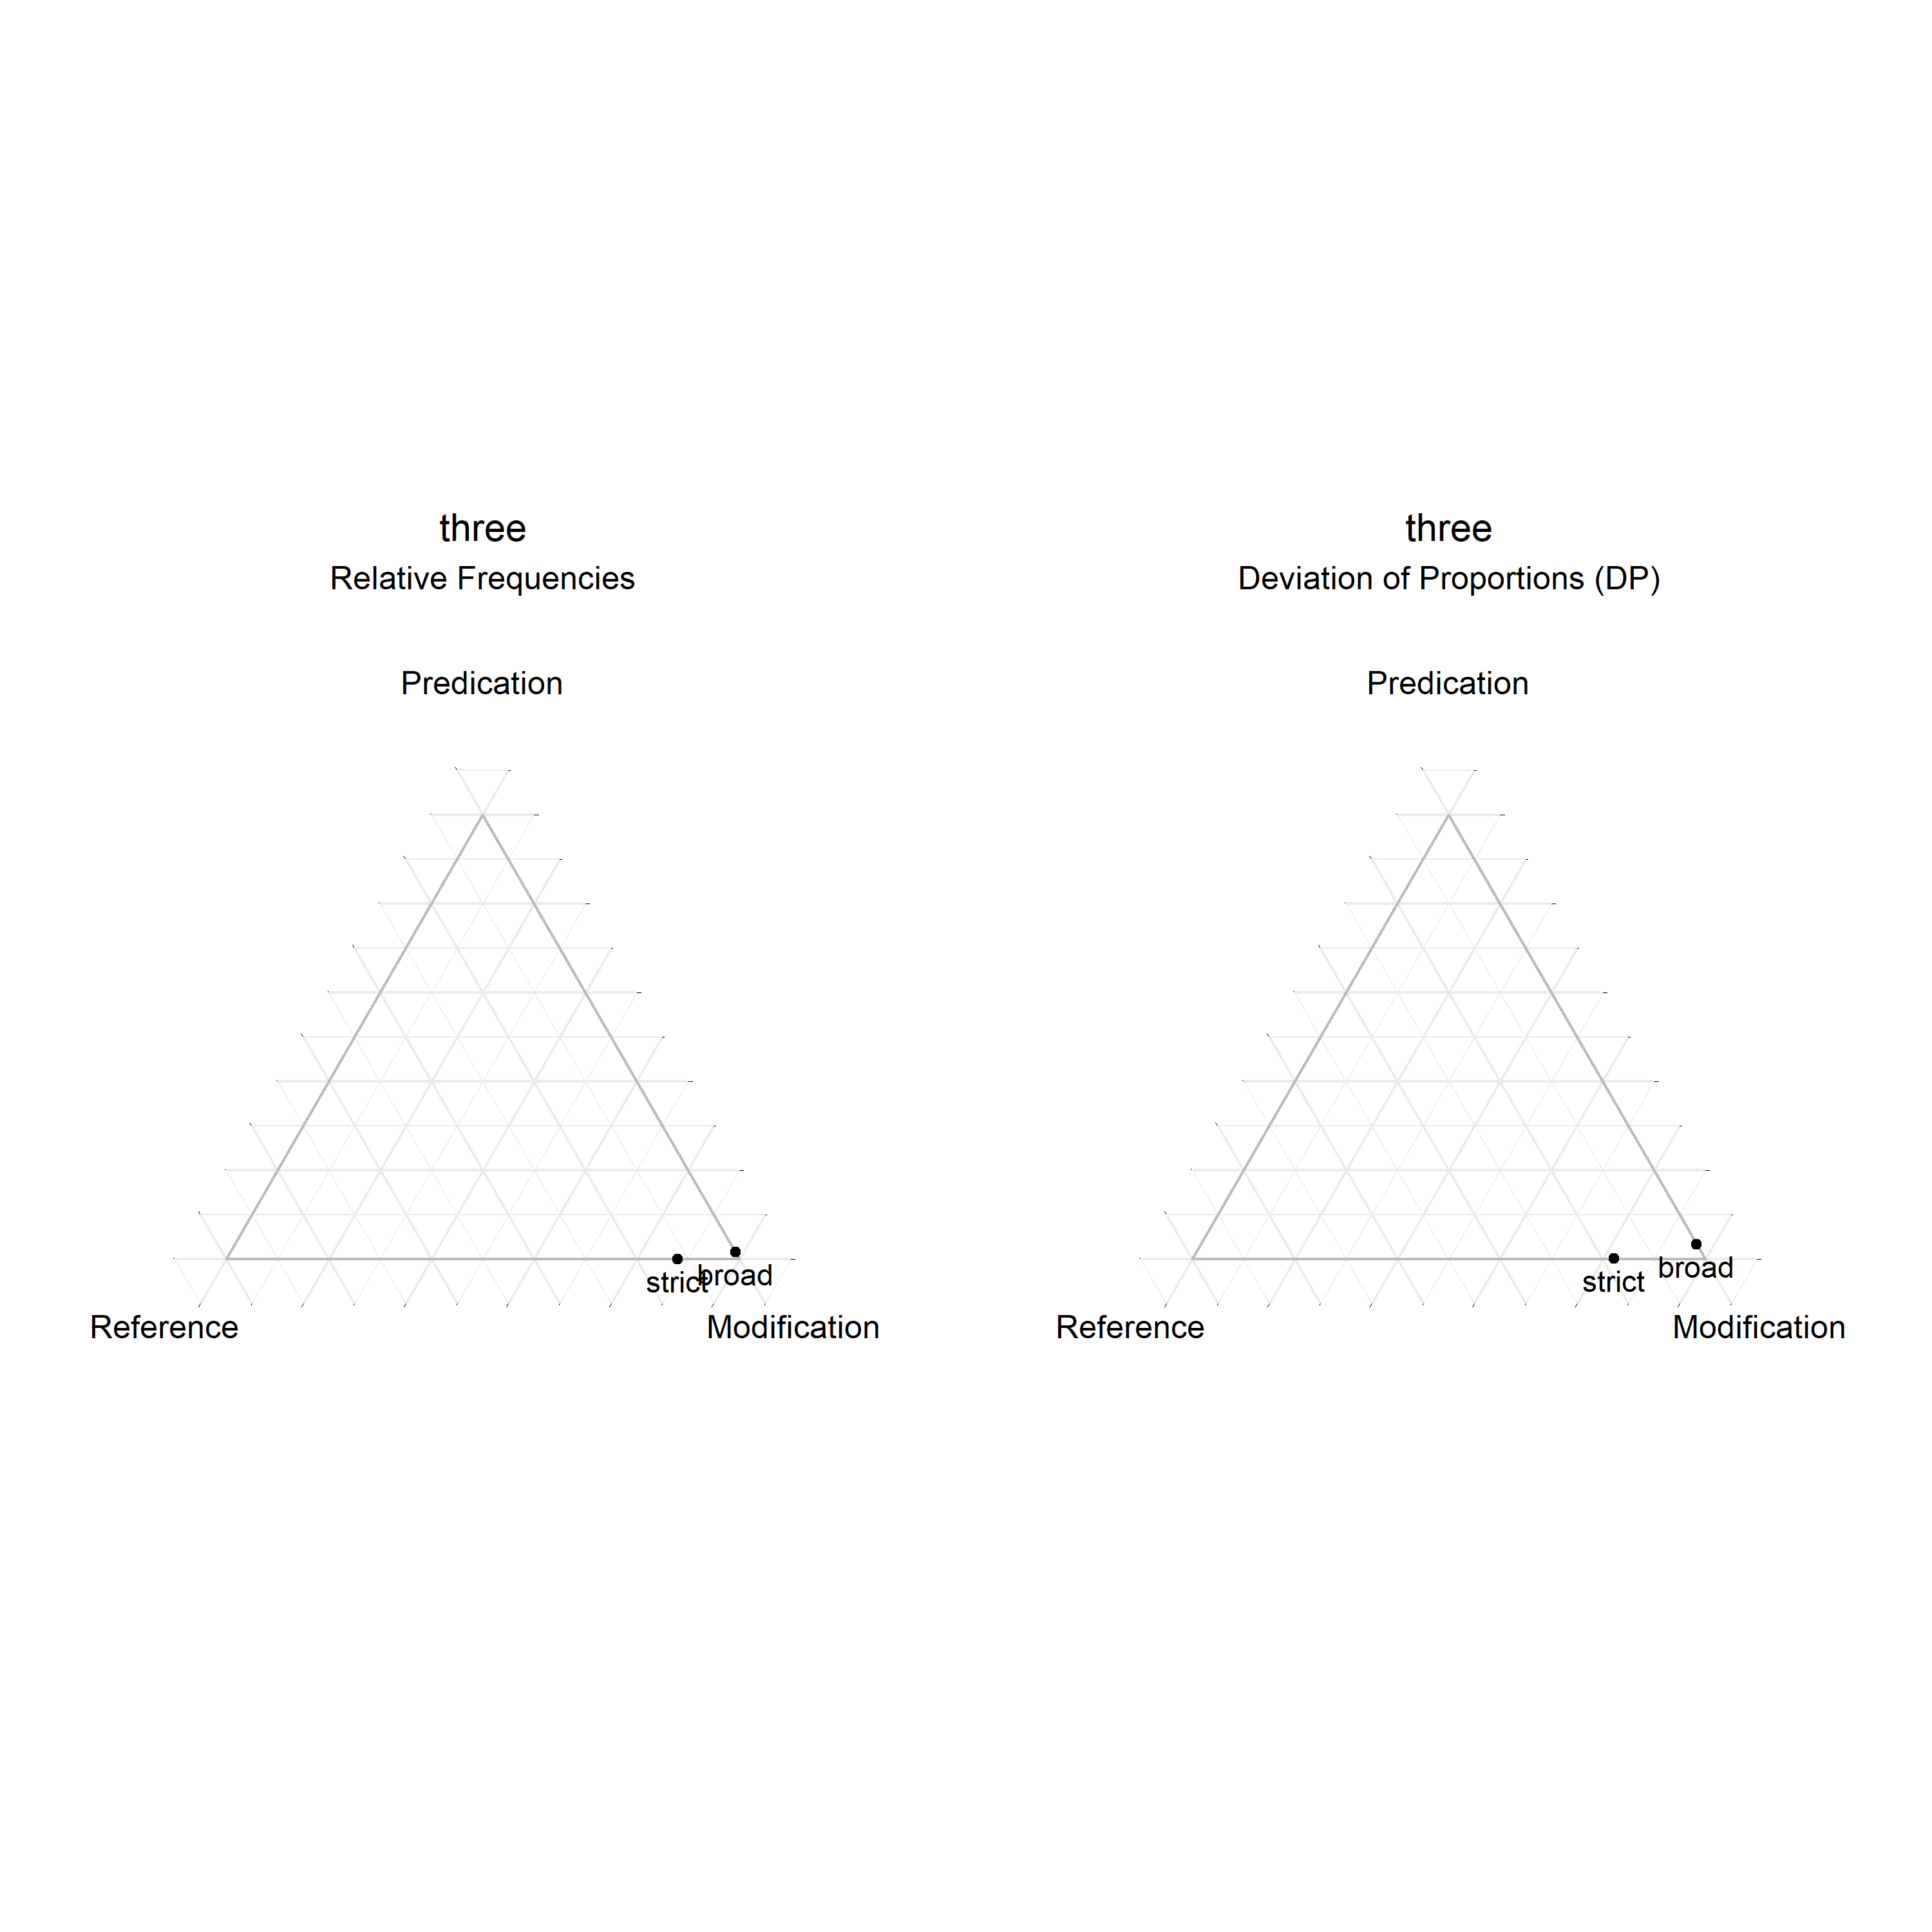 three
Relative Frequencies
Predication
strict
broad
Reference
Modification
three
Deviation of Proportions (DP)
Predication
strict
broad
Reference
Modification